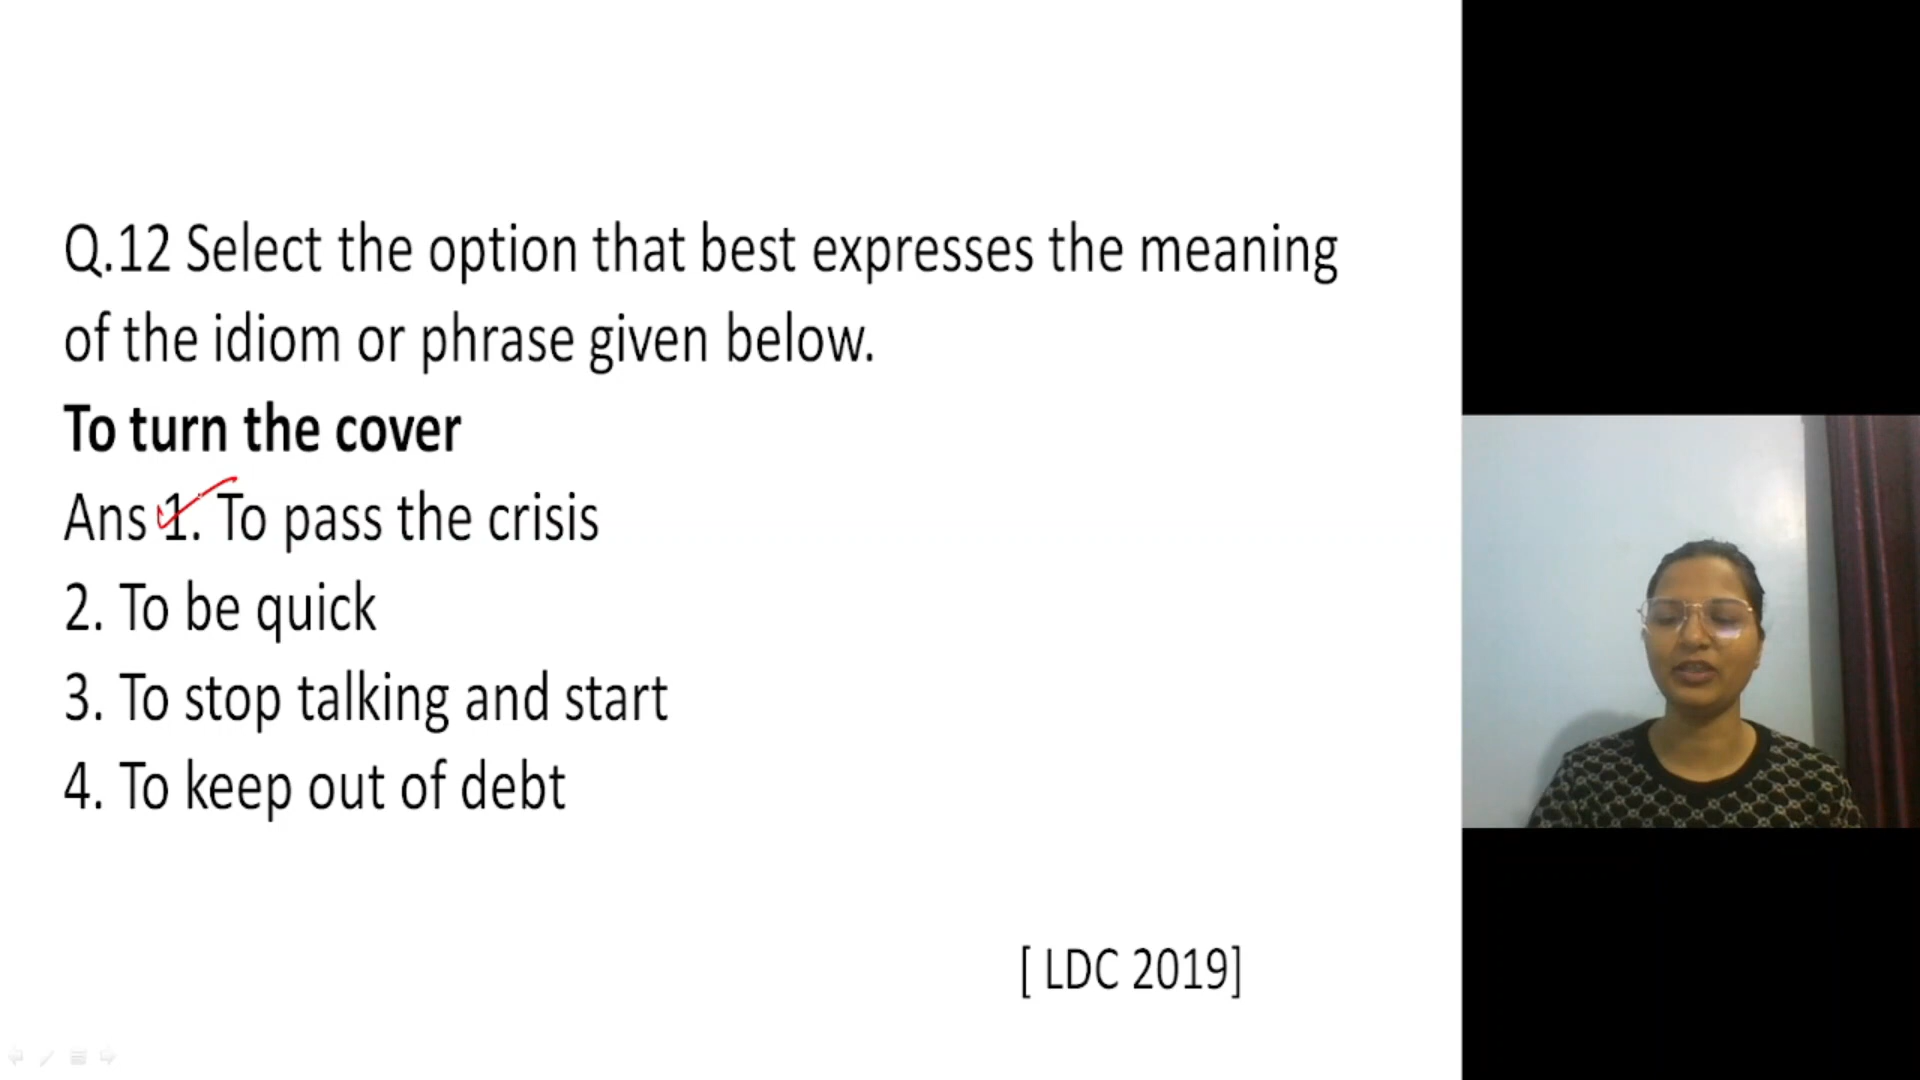 Q.12 Select the option that best expresses the meaning
of the idiom or phrase given below.
To turn the cover
Ans 1. To pass the crisis
2. To be quick
3. To stop talking and start
4. To keep out of debt
[ LDC 2019]